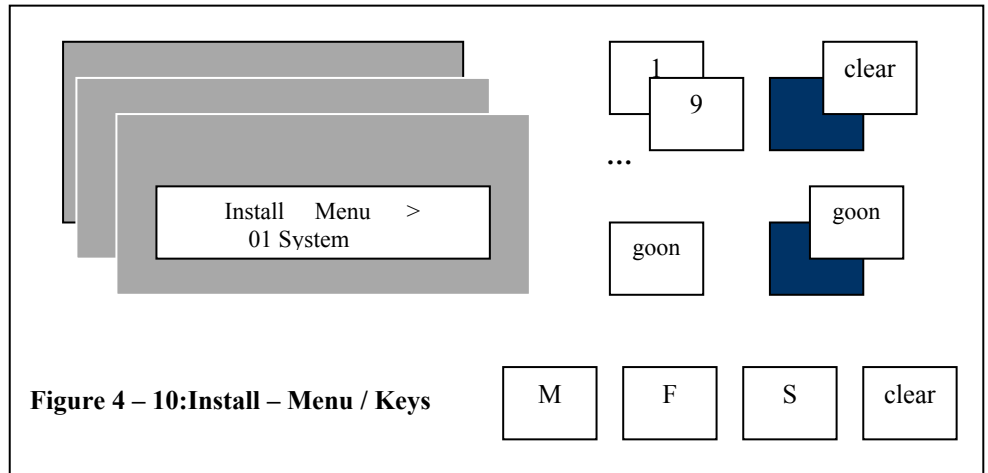 1
9
...
clear
Install Menu >
01 System
goon
goon
Figure 4 – 10:Install – Menu / Keys
M
F
S
clear